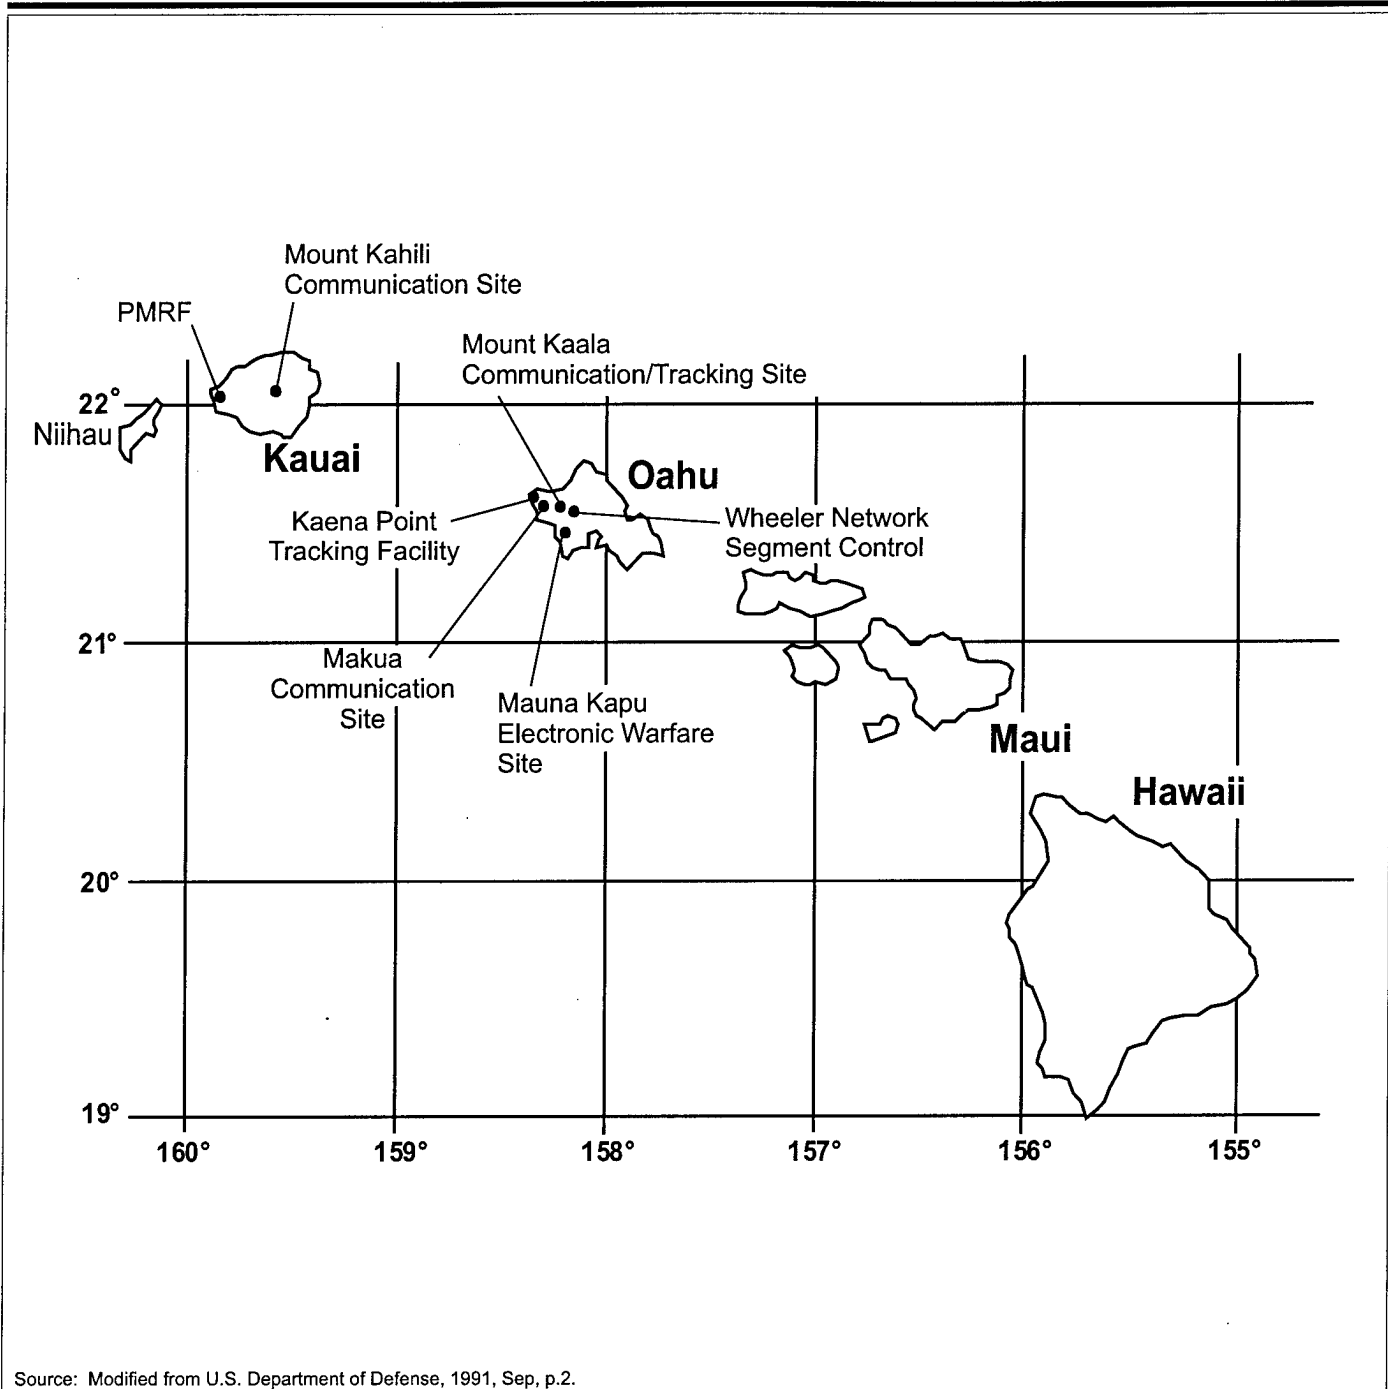 Mount Kahili
Communication Site
PMRF
Mount Kaala
Communication/Tracking Site
22°
Niihau
Kauai
Oahu
Kaena Point
Tracking Facility
Wheeler Network
Segment Control
21°
Makua
Communication
Site
Mauna Kapu
Electronic Warfare
Site
Maui
Hawaii
20°
19°
160°
159°
158°
157°
156°
155°
Source: Modified from U.S. Department of Defense, 1991, Sep, p.2.